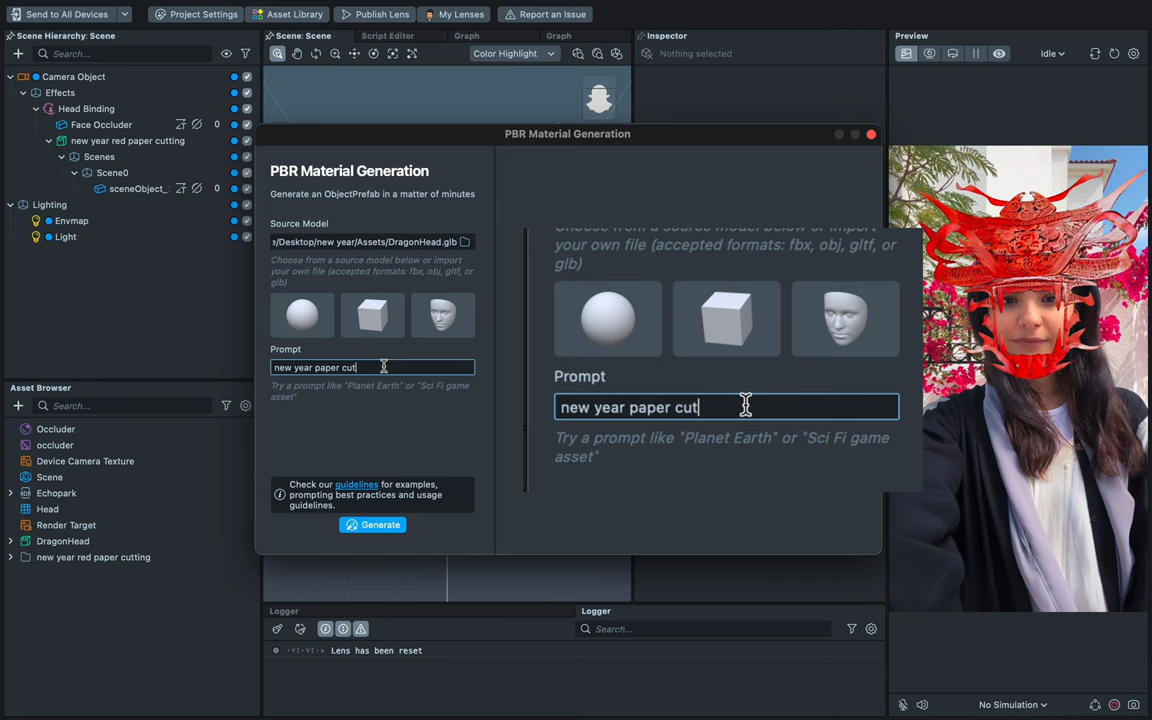 Send to All Devices
Project Settings
Asset Library
Publish Lens
My Lenses
Report an Issue
Scene Hierarchy: Scene
Search...
Camera Object
Effects
Head Binding
Face Occluder
0
new year red paper cutting
Scenes
Scene0
sceneObject_
0
Lighting
Envmap
Light
Asset Browser
Search...
Occluder
occluder
Device Camera Texture
Scene
Echopark
Head
Render Target
DragonHead
new year red paper cutting
Scene: Scene
Script Editor
Graph
Graph
Color Highlight
Inspector
Nothing selected
Preview
Idle
PBR Material Generation
PBR Material Generation
Generate an ObjectPrefab in a matter of minutes
Source Model
/Desktop/new year/Assets/DragonHead.glb
Choose from a source model below or import
your own file (accepted formats: fbx, obj, gltf, or
glb)
Prompt
new year paper cut
Try a prompt like "Planet Earth" or "Sci Fi game
asset"
Check our guidelines for examples,
prompting best practices and usage
guidelines.
Generate
Choose from a source model below or import
your own file (accepted formats: fbx, obj, gltf, or
glb)
Prompt
new year paper cut
Try a prompt like "Planet Earth" or "Sci Fi game
asset"
Logger
Logger
Search...
Lens has been reset
No Simulation